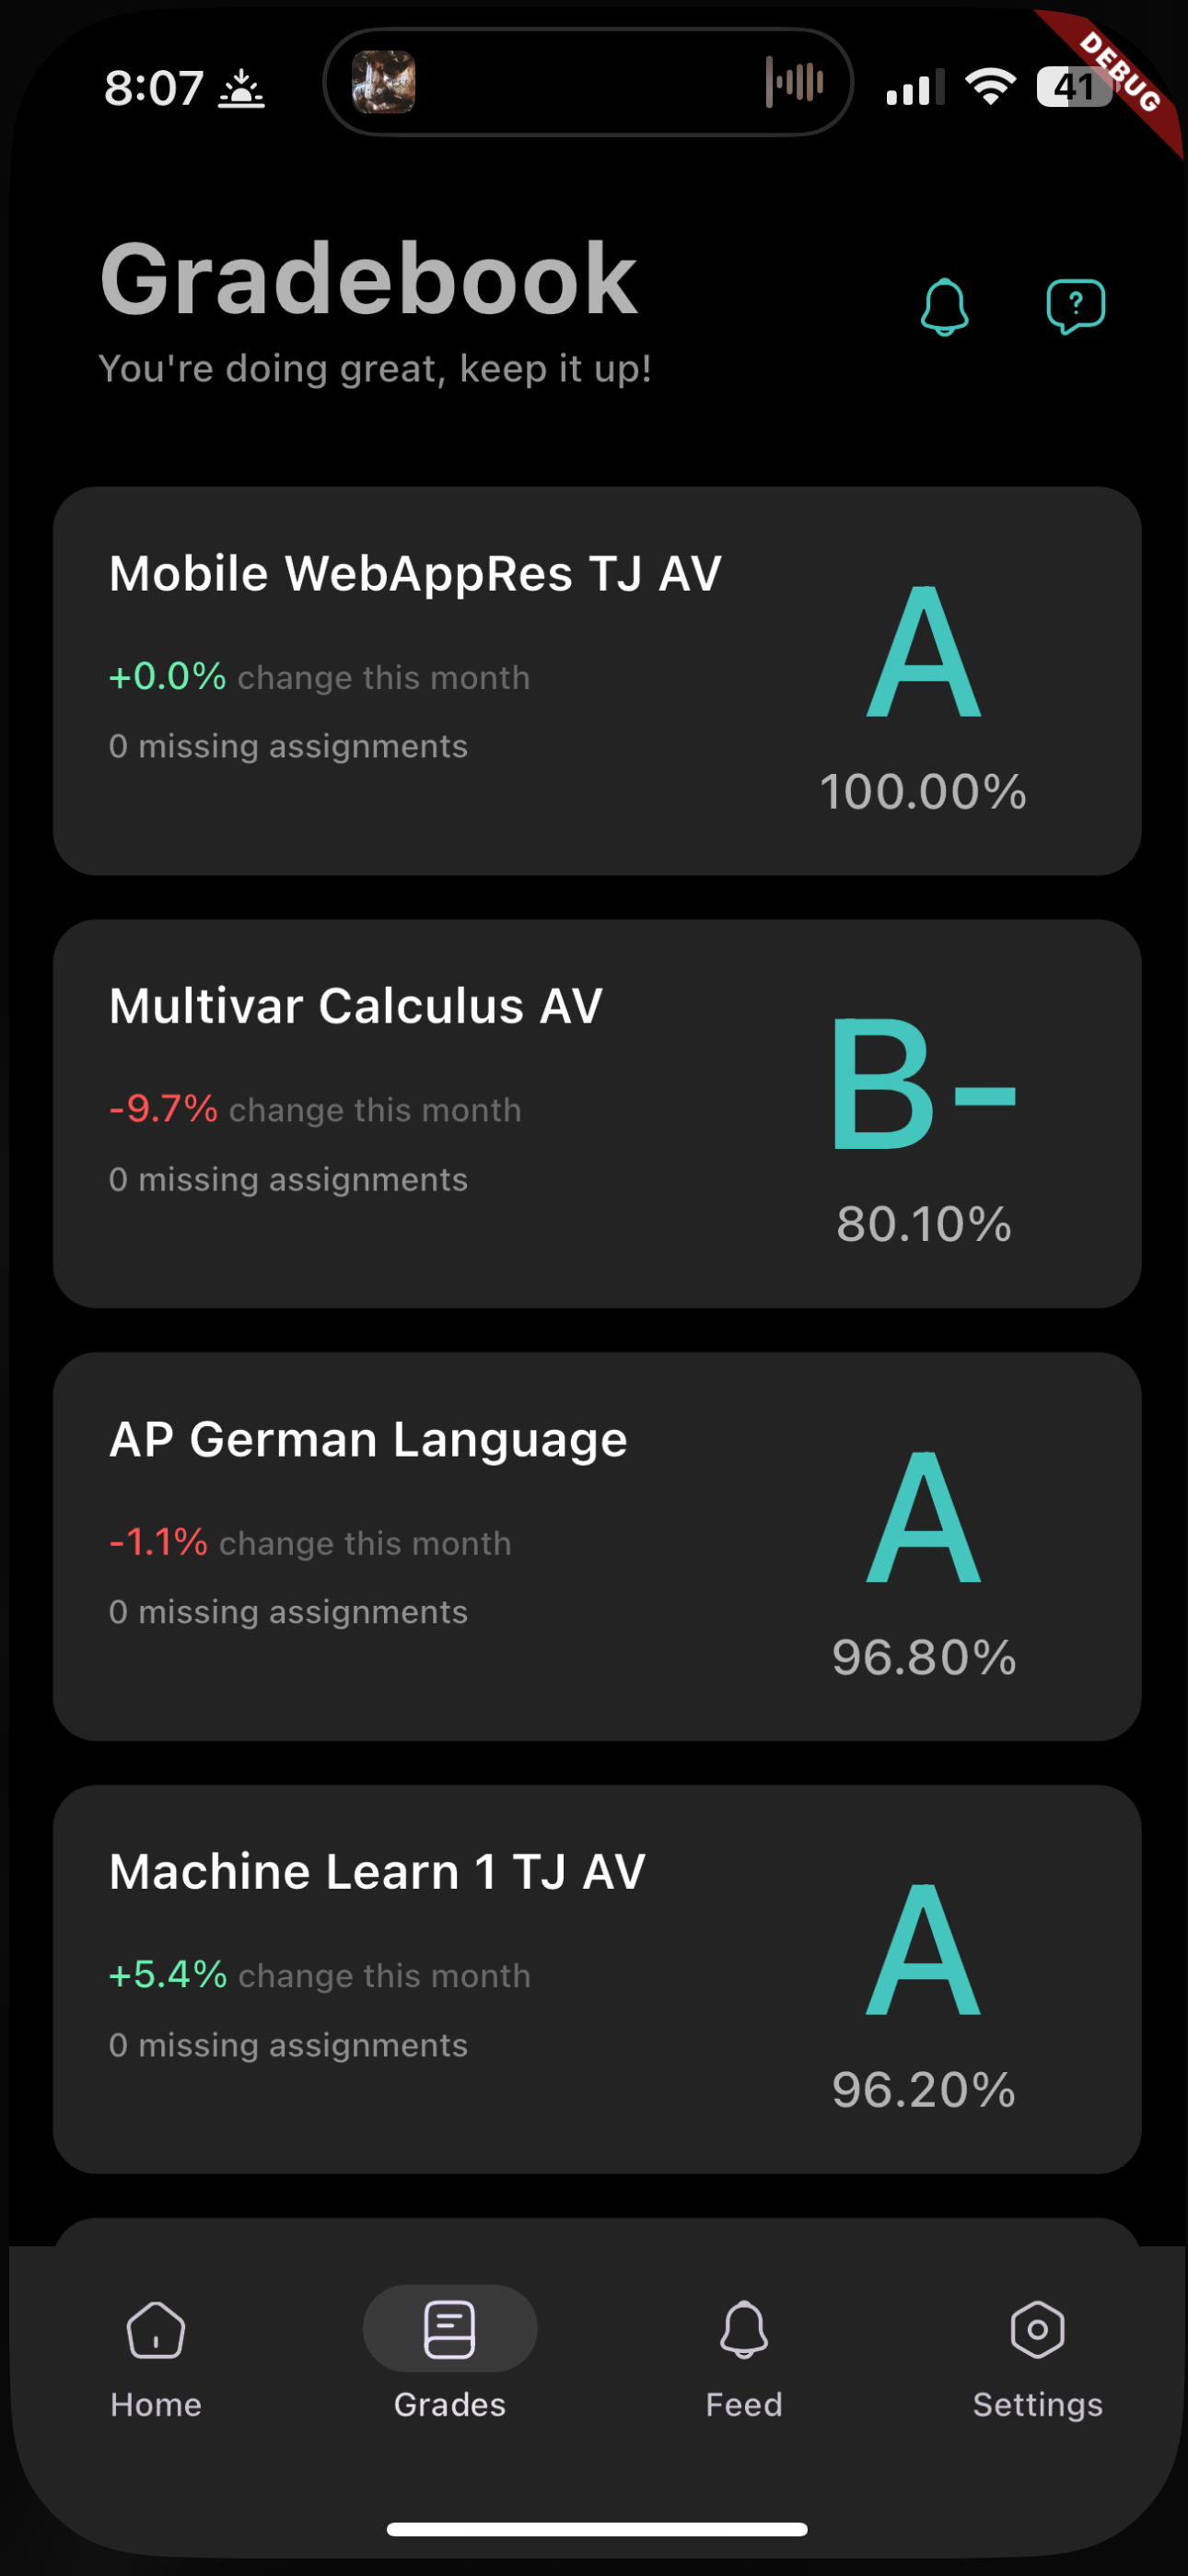 8:07
41
DEBUG
Gradebook
You're doing great, keep it up!
?
Mobile WebAppRes TJ AV
A
+0.0% change this month
0 missing assignments
100.00%
Multivar Calculus AV
B-
-9.7% change this month
0 missing assignments
80.10%
AP German Language
A
-1.1% change this month
0 missing assignments
96.80%
Machine Learn 1 TJ AV
A
+5.4% change this month
0 missing assignments
96.20%
Home
Grades
Feed
Settings